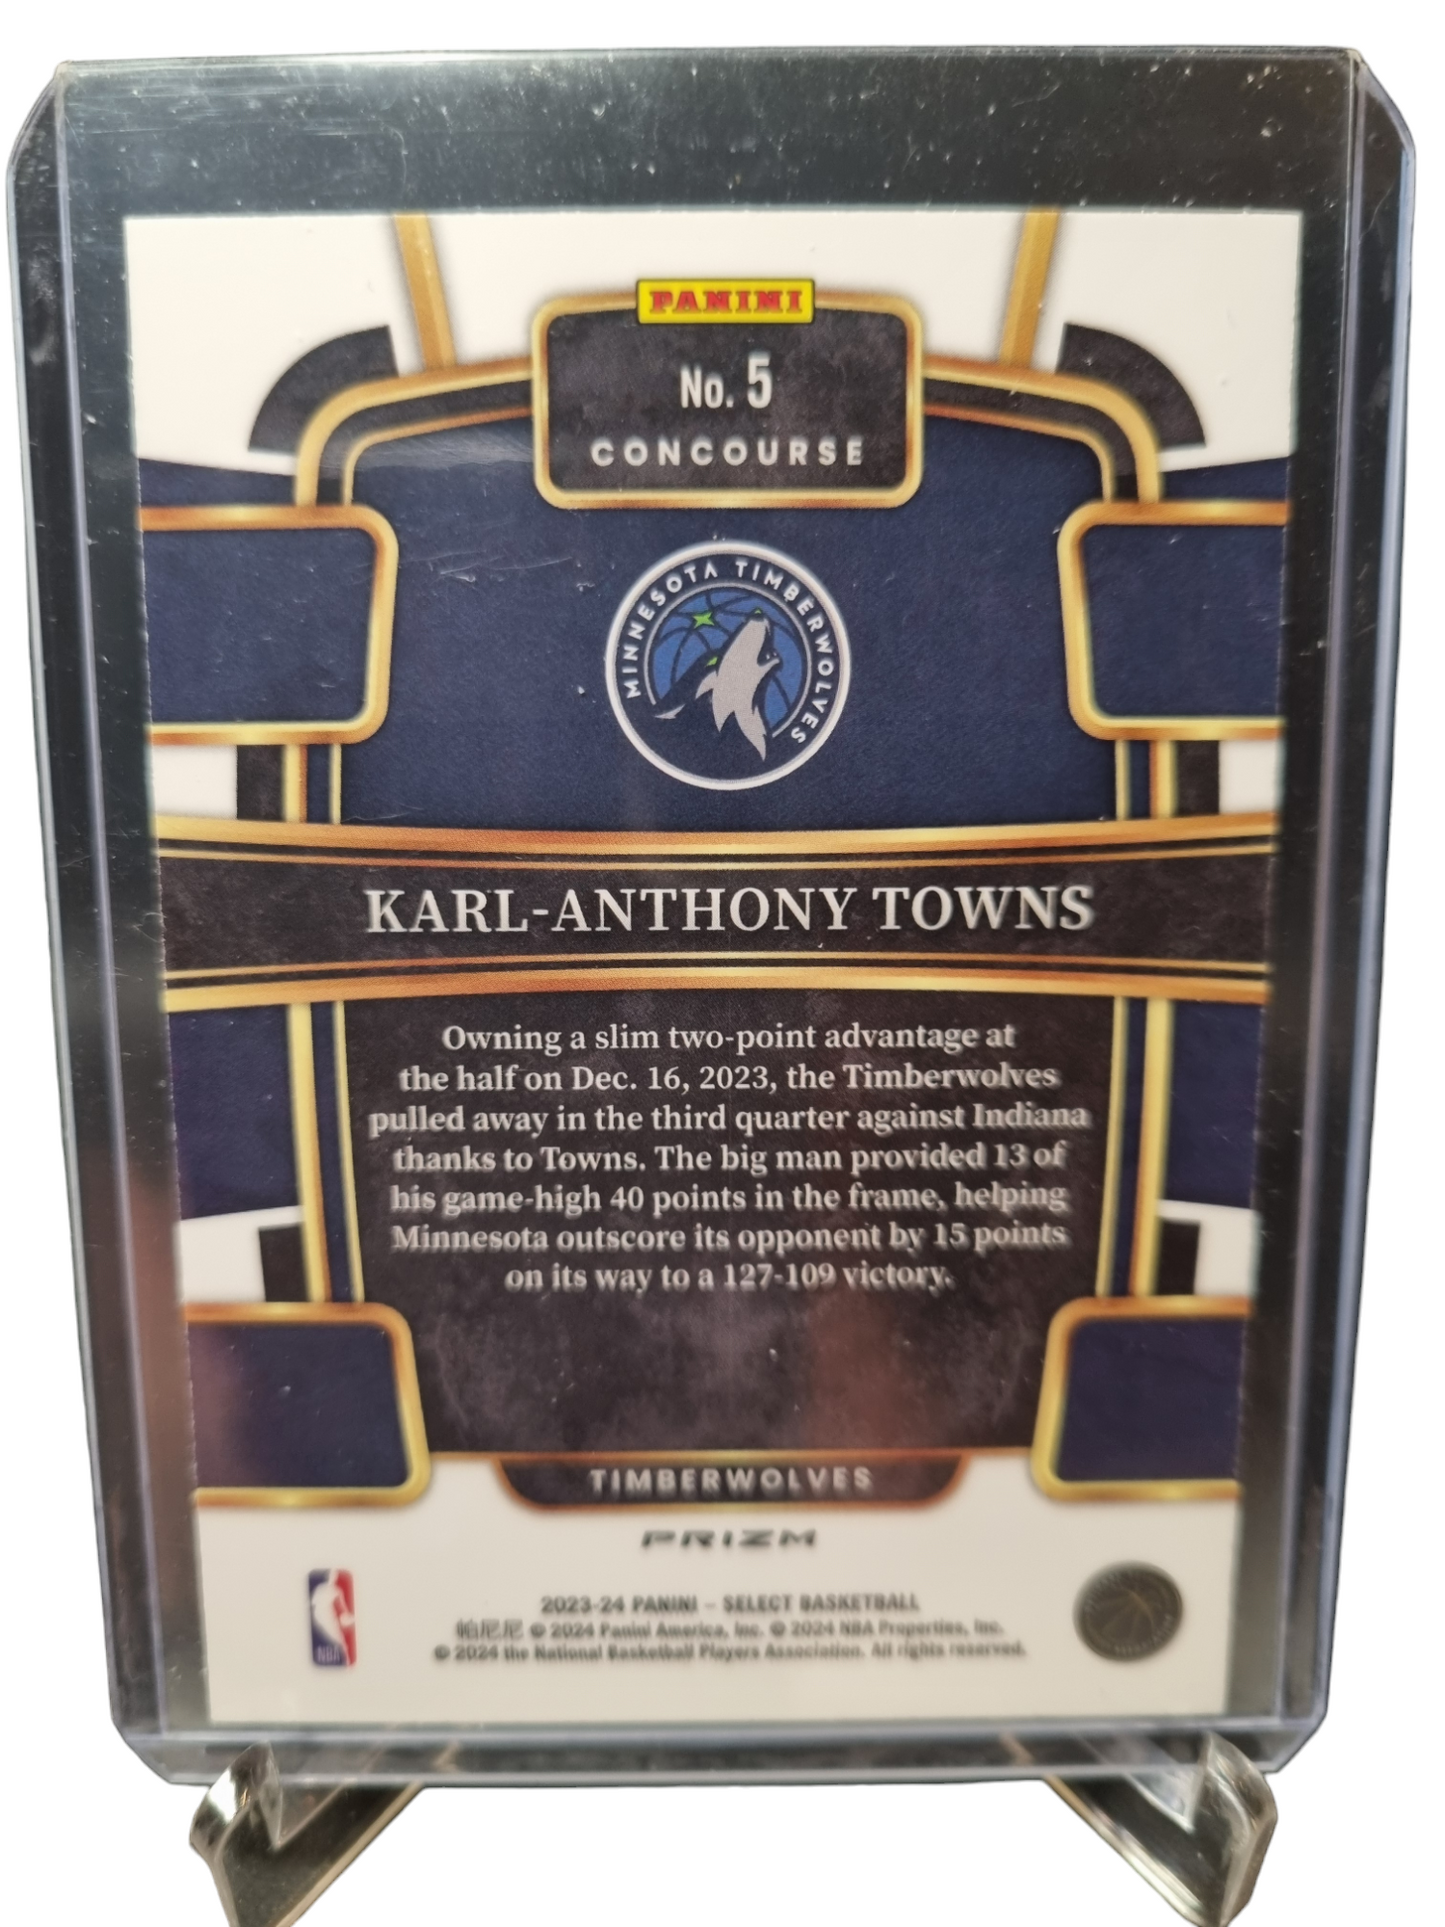 PANINI
No. 5
CONCOURSE
MINNESOTA TIMBERWOLVES
KARL-ANTHONY TOWNS
Owning a slim two-point advantage at
the half on Dec. 16, 2023, the Timberwolves
pulled away in the third quarter against Indiana
thanks to Towns. The big man provided 13 of
his game-high 40 points in the frame, helping
Minnesota outscore its opponent by 15 points
on its way to a 127-109 victory.
TIMBERWOLVES
PRIZM
2023-24 PANINI – SELECT BASKETBALL
帕尼尼 © 2024 Panini America, Inc. © 2024 NBA Properties, Inc.
© 2024 the National Basketball Players Association. All rights reserved.
NBA